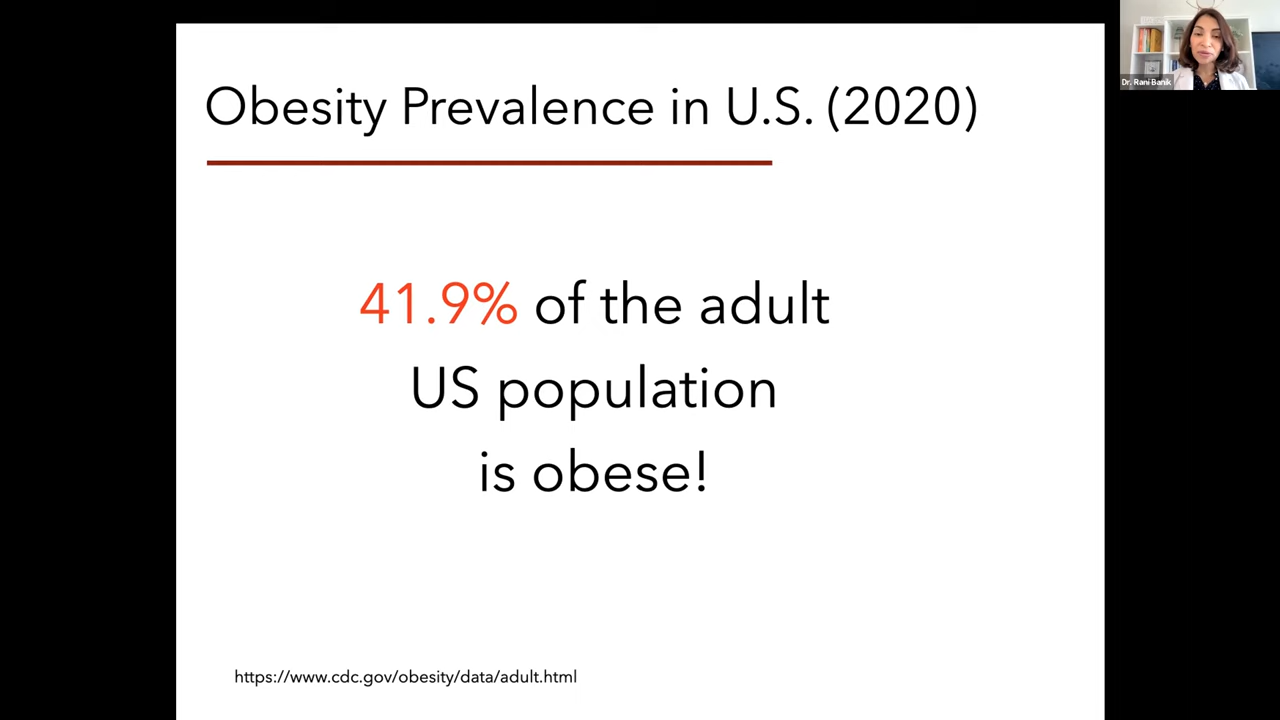 Obesity Prevalence in U.S. (2020)
41.9% of the adult
US population
is obese!
https://www.cdc.gov/obesity/data/adult.html
Dr. Rani Banik